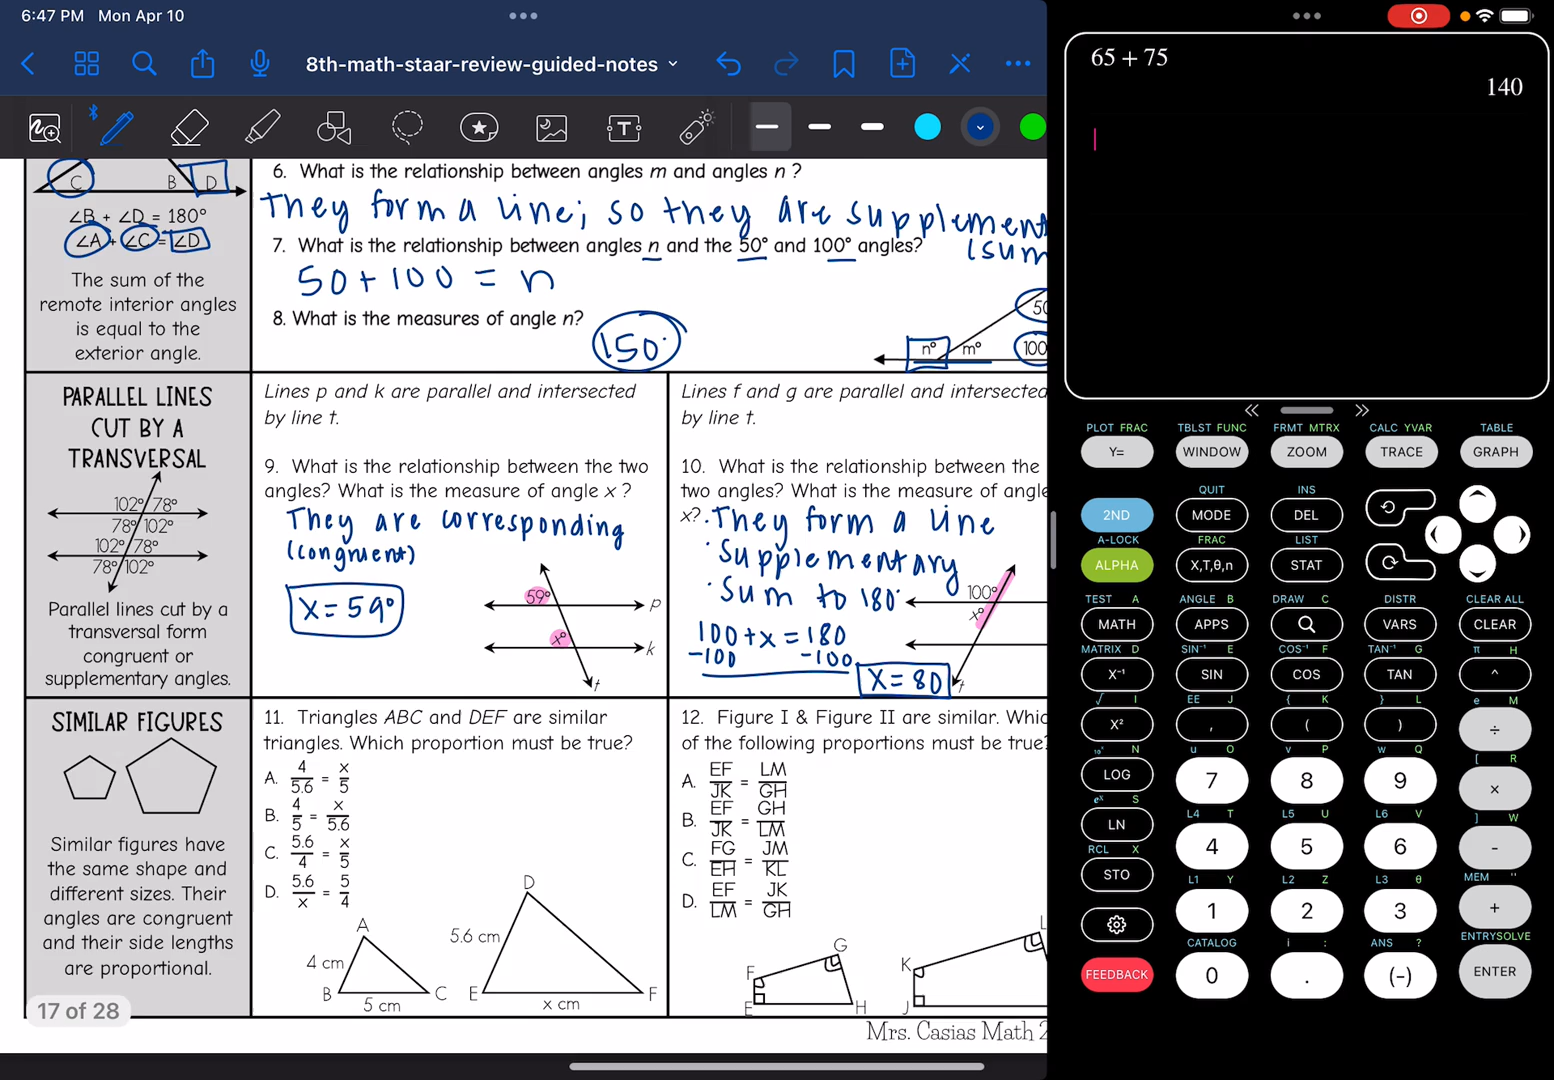 6:47 PM Mon Apr 10
8th-math-staar-review-guided-notes
C B D
∠B + ∠D = 180°
∠A + ∠C = ∠D
The sum of the
remote interior angles
is equal to the
exterior angle.
6. What is the relationship between angles m and angles n ?
They form a line; so they are supplement
(sum
7. What is the relationship between angles n and the 50° and 100° angles?
50 + 100 = n
8. What is the measures of angle n?
150°
50
n° m° 100
PARALLEL LINES
CUT BY A
TRANSVERSAL
102° 78°
78° 102°
102° 78°
78° 102°
Parallel lines cut by a
transversal form
congruent or
supplementary angles.
Lines p and k are parallel and intersected
by line t.
9. What is the relationship between the two
angles? What is the measure of angle x ?
They are corresponding
(congruent)
x = 59°
59°
p
x°
k
t
Lines f and g are parallel and intersected
by line t.
10. What is the relationship between the
two angles? What is the measure of angle
x?
· They form a line
· Supplementary
· Sum to 180°
100 + x = 180
-100 -100
x = 80
100°
x°
t
SIMILAR FIGURES
Similar figures have
the same shape and
different sizes. Their
angles are congruent
and their side lengths
are proportional.
11. Triangles ABC and DEF are similar
triangles. Which proportion must be true?
A. 4/5.6 = x/5
B. 4/5 = x/5.6
C. 5.6/4 = x/5
D. 5.6/x = 5/4
A
4 cm
B C
5 cm
D
5.6 cm
E F
x cm
12. Figure I & Figure II are similar. Whic
of the following proportions must be true?
A. EF/JK = LM/GH
B. EF/JK = GH/LM
C. FG/EH = JM/KL
D. EF/LM = JK/GH
G
F
E H
L
K
J
17 of 28
Mrs. Casias Math 2
65 + 75
140
PLOT FRAC TBLST FUNC FRMT MTRX CALC YVAR TABLE
Y= WINDOW ZOOM TRACE GRAPH
QUIT INS
2ND MODE DEL
A-LOCK FRAC LIST
ALPHA X,T,θ,n STAT
TEST A ANGLE B DRAW C DISTR CLEAR ALL
MATH APPS VARS CLEAR
MATRIX D SIN⁻¹ E COS⁻¹ F TAN⁻¹ G π H
X⁻¹ SIN COS TAN ^
√ I EE J { K } L e M
X² , ( ) ÷
10ˣ N u O v P w Q [ R
LOG 7 8 9 ×
eˣ S L4 T L5 U L6 V ] W
LN 4 5 6 -
RCL X L1 Y L2 Z L3 θ MEM "
STO 1 2 3 +
CATALOG i : ANS ? ENTRYSOLVE
FEEDBACK 0 . (-) ENTER